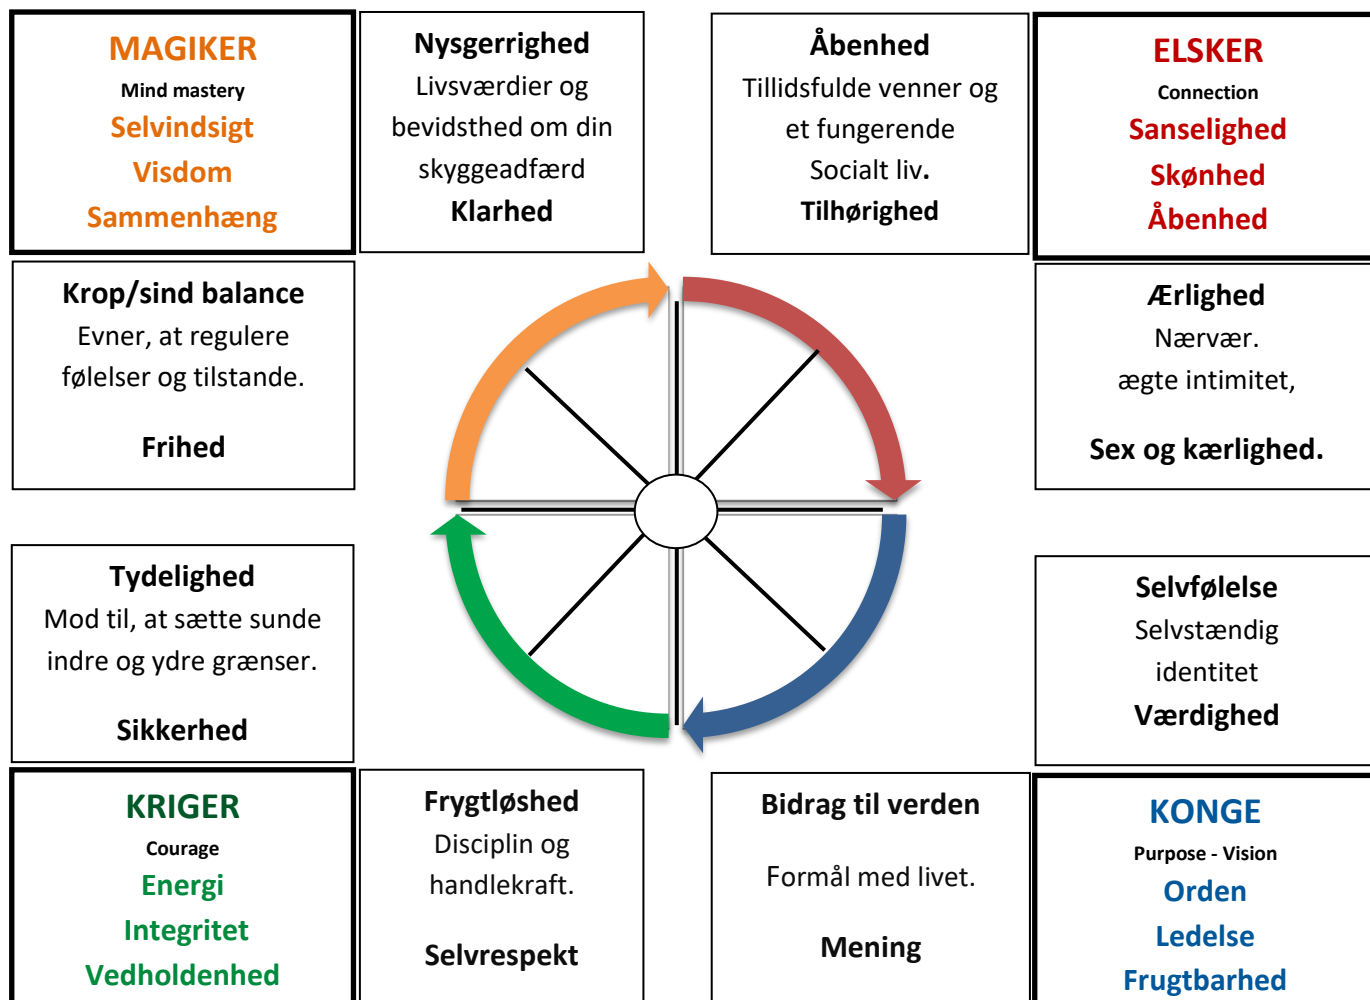 MAGIKER
Mind mastery
Selvindsigt
Visdom
Sammenhæng
Nysgerrighed
Livsværdier og
bevidsthed om din
skyggeadfærd
Klarhed
Åbenhed
Tillidsfulde venner og
et fungerende
Socialt liv.
Tilhørighed
ELSKER
Connection
Sanselighed
Skønhed
Åbenhed
Krop/sind balance
Evner, at regulere
følelser og tilstande.
Frihed
Ærlighed
Nærvær.
ægte intimitet,
Sex og kærlighed.
Tydelighed
Mod til, at sætte sunde
indre og ydre grænser.
Sikkerhed
Selvfølelse
Selvstændig
identitet
Værdighed
KRIGER
Courage
Energi
Integritet
Vedholdenhed
Frygtløshed
Disciplin og
handlekraft.
Selvrespekt
Bidrag til verden
Formål med livet.
Mening
KONGE
Purpose - Vision
Orden
Ledelse
Frugtbarhed